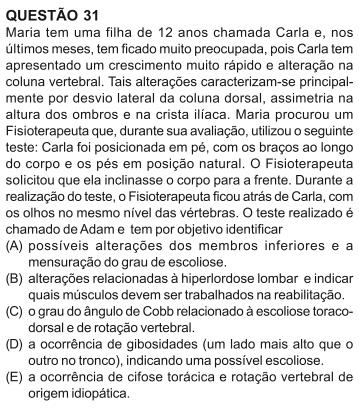 QUESTÃO 31
Maria tem uma filha de 12 anos chamada Carla e, nos
últimos meses, tem ficado muito preocupada, pois Carla tem
apresentado um crescimento muito rápido e alteração na
coluna vertebral. Tais alterações caracterizam-se principal-
mente por desvio lateral da coluna dorsal, assimetria na
altura dos ombros e na crista ilíaca. Maria procurou um
Fisioterapeuta que, durante sua avaliação, utilizou o seguinte
teste: Carla foi posicionada em pé, com os braços ao longo
do corpo e os pés em posição natural. O Fisioterapeuta
solicitou que ela inclinasse o corpo para a frente. Durante a
realização do teste, o Fisioterapeuta ficou atrás de Carla, com
os olhos no mesmo nível das vértebras. O teste realizado é
chamado de Adam e tem por objetivo identificar
(A) possíveis alterações dos membros inferiores e a
mensuração do grau de escoliose.
(B) alterações relacionadas à hiperlordose lombar e indicar
quais músculos devem ser trabalhados na reabilitação.
(C) o grau do ângulo de Cobb relacionado à escoliose toraco-
dorsal e de rotação vertebral.
(D) a ocorrência de gibosidades (um lado mais alto que o
outro no tronco), indicando uma possível escoliose.
(E) a ocorrência de cifose torácica e rotação vertebral de
origem idiopática.